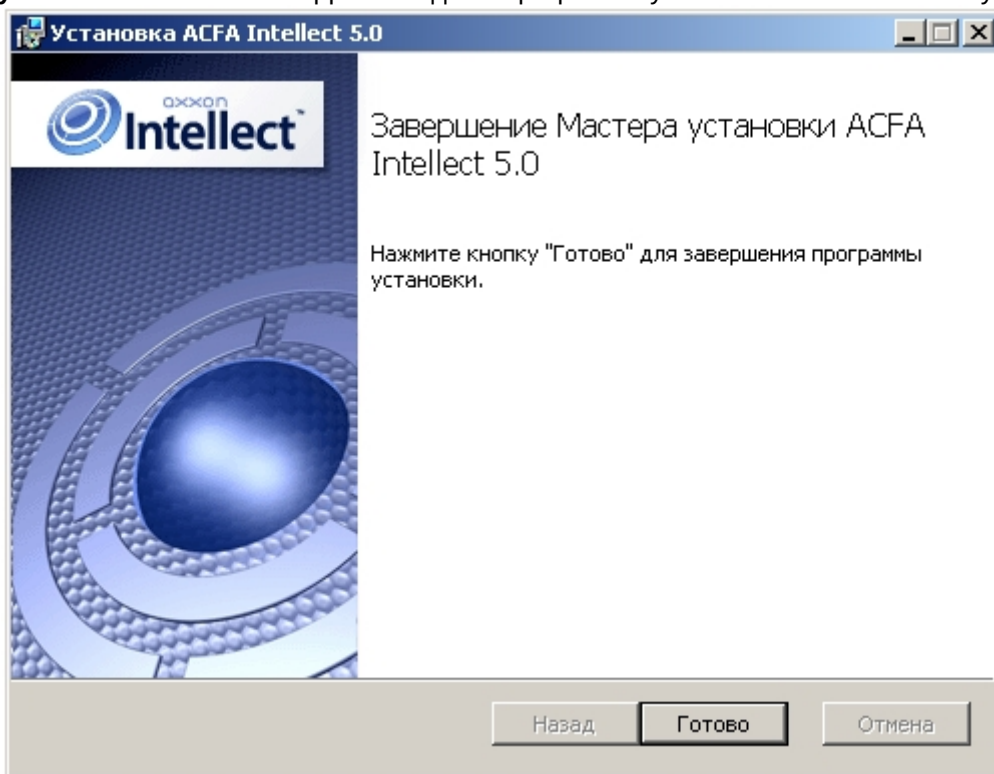 Установка ACFA Intellect 5.0
axxon
Intellect™
Завершение Мастера установки ACFA
Intellect 5.0
Нажмите кнопку "Готово" для завершения программы
установки.
Назад
Готово
Отмена